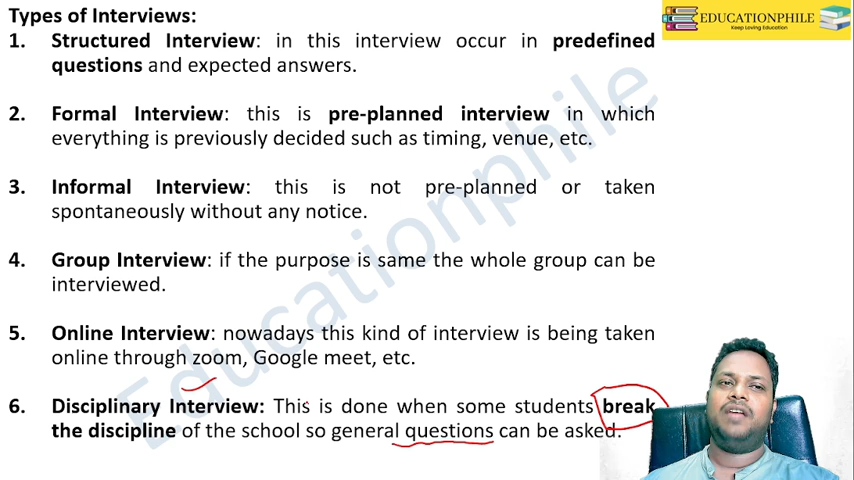 Types of Interviews:
1. Structured Interview: in this interview occur in predefined
questions and expected answers.
2. Formal Interview: this is pre-planned interview in which
everything is previously decided such as timing, venue, etc.
3. Informal Interview: this is not pre-planned or taken
spontaneously without any notice.
4. Group Interview: if the purpose is same the whole group can be
interviewed.
5. Online Interview: nowadays this kind of interview is being taken
online through zoom, Google meet, etc.
6. Disciplinary Interview: This is done when some students break
the discipline of the school so general questions can be asked.
EDUCATIONPHILE
Keep Loving Education
Educationphile